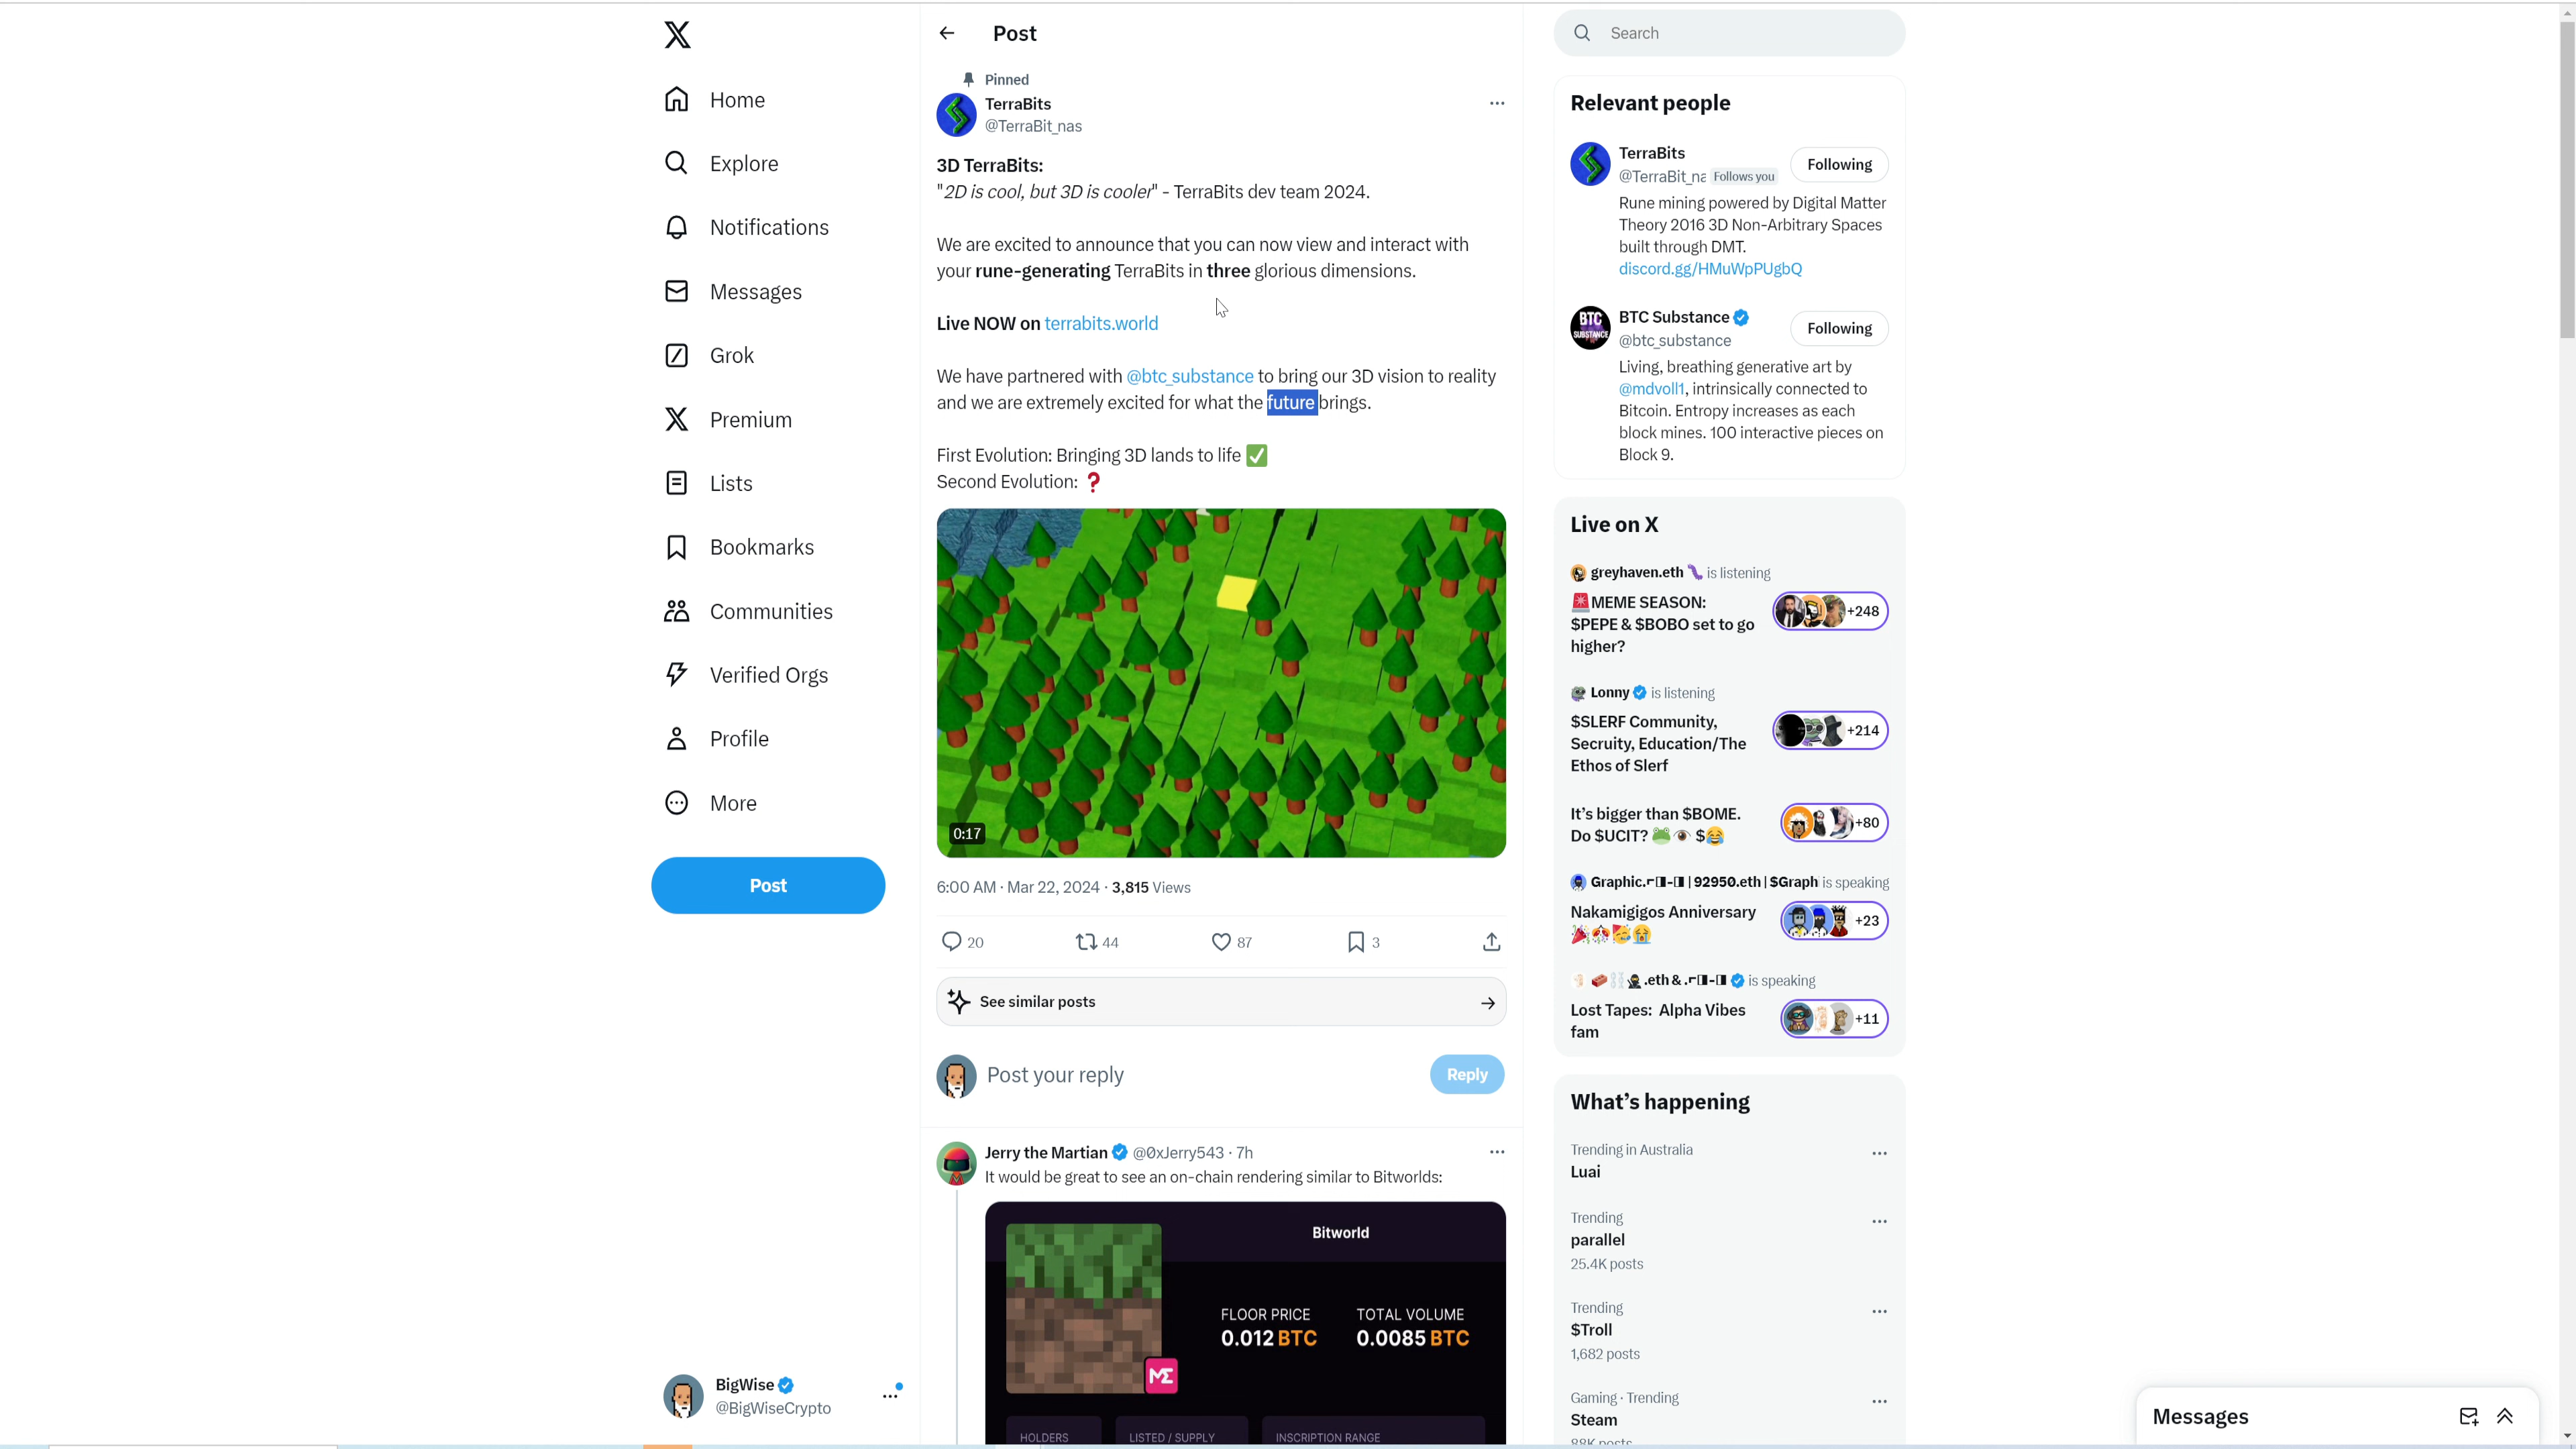 Home
Explore
Notifications
Messages
Grok
Premium
Lists
Bookmarks
Communities
Verified Orgs
Profile
More
Post
BigWise
@BigWiseCrypto
Post
Pinned
TerraBits
@TerraBit_nas
3D TerraBits:
"2D is cool, but 3D is cooler" - TerraBits dev team 2024.
We are excited to announce that you can now view and interact with
your rune-generating TerraBits in three glorious dimensions.
Live NOW on terrabits.world
We have partnered with @btc_substance to bring our 3D vision to reality
and we are extremely excited for what the future brings.
First Evolution: Bringing 3D lands to life ✅
Second Evolution: ❓
0:17
6:00 AM · Mar 22, 2024 · 3,815 Views
20 44 87 3
See similar posts
Post your reply
Reply
Jerry the Martian @0xJerry543 · 7h
It would be great to see an on-chain rendering similar to Bitworlds:
Bitworld
FLOOR PRICE TOTAL VOLUME
0.012 BTC 0.0085 BTC
ME
HOLDERS LISTED / SUPPLY INSCRIPTION RANGE
Search
Relevant people
TerraBits
Following
@TerraBit_na Follows you
Rune mining powered by Digital Matter
Theory 2016 3D Non-Arbitrary Spaces
built through DMT.
discord.gg/HMuWpPUgbQ
BTC SUBSTANCE
BTC Substance
Following
@btc_substance
Living, breathing generative art by
@mdvoll1, intrinsically connected to
Bitcoin. Entropy increases as each
block mines. 100 interactive pieces on
Block 9.
Live on X
greyhaven.eth is listening
🚨MEME SEASON:
$PEPE & $BOBO set to go
higher?
+248
Lonny is listening
$SLERF Community,
Secruity, Education/The
Ethos of Slerf
+214
It’s bigger than $BOME.
Do $UCIT? 🐸👁️ $😂
+80
Graphic.⌐◨-◨ | 92950.eth | $Graph is speaking
Nakamigigos Anniversary
🎉🎊🥳😭
+23
.eth & .⌐◨-◨ is speaking
Lost Tapes: Alpha Vibes
fam
+11
What’s happening
Trending in Australia
Luai
Trending
parallel
25.4K posts
Trending
$Troll
1,682 posts
Gaming · Trending
Steam
88K posts
Messages